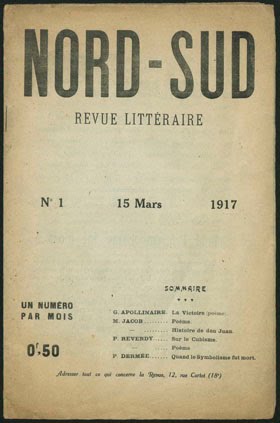 NORD-SUD
REVUE LITTÉRAIRE
N° 1 15 Mars 1917
SOMMAIRE
* * *
UN NUMÉRO
PAR MOIS
0f.50
G. APOLLINAIRE. La Victoire (poème).
M. JACOB......... Poème.
— ......... Histoire de don Juan
P. REVERDY..... Sur le Cubisme.
— ......... Poème
P. DERMÉE....... Quand le Symbolisme fut mort.
Adresser tout ce qui concerne la Revue, 12, rue Cortot (18e)